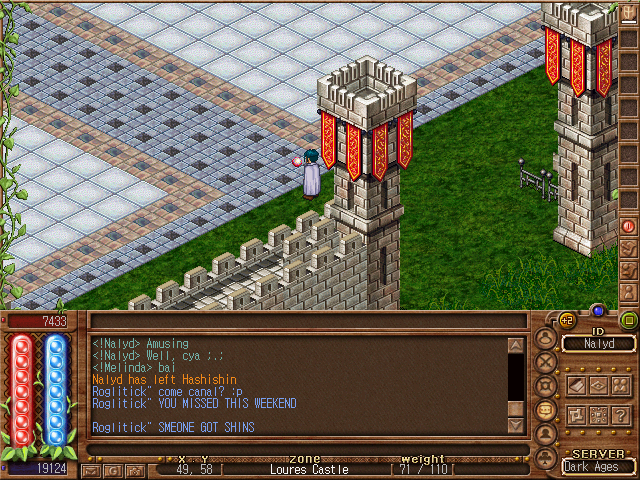 7433
+2
ID
Nalyd
<!Nalyd> Amusing
<!Nalyd> Well, cya ;.;
<!Melinda> bai
Nalyd has left Hashishin
Roglitick" come canal? :p
Roglitick" YOU MISSED THIS WEEKEND
Roglitick" SMEONE GOT SHINS
?
x y zone weight
19124
G
49, 58 [ Loures Castle [ 71 / 110 [
SERVER
Dark Ages